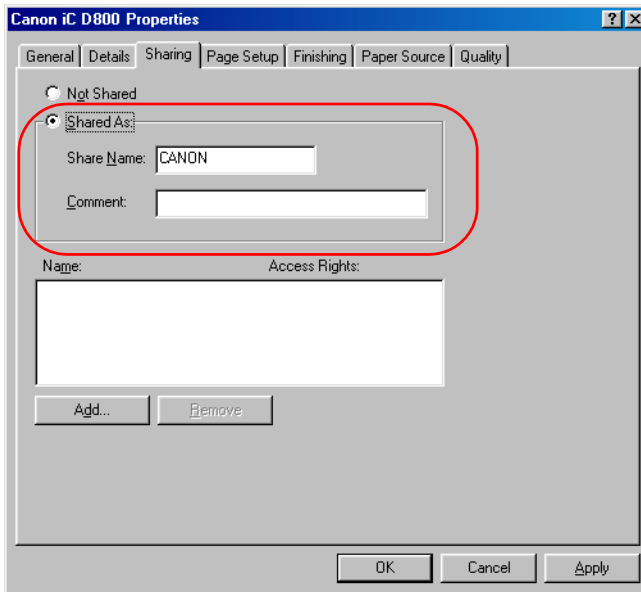 Canon iC D800 Properties
General Details Sharing Page Setup Finishing Paper Source Quality
Not Shared
Shared As:
Share Name: CANON
Comment:
Name: Access Rights:
Add... Remove
OK Cancel Apply